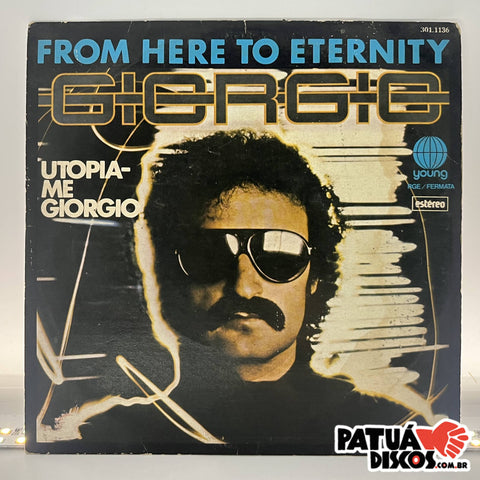 301.1136
FROM HERE TO ETERNITY
GIORGIO
UTOPIA-
ME
GIORGIO
young
RGE / FERMATA
estéreo
PATUÁ
DISCOS.COM.BR